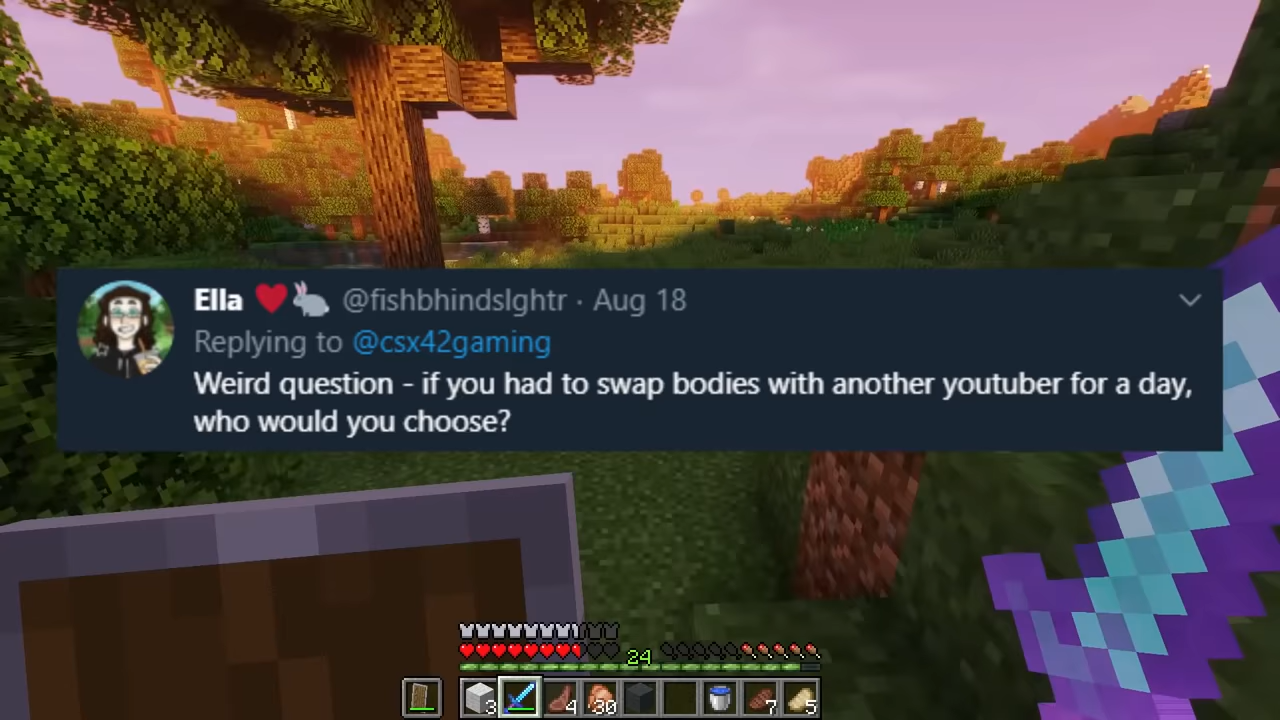 Ella ❤️🐇 @fishbhindslghtr · Aug 18
Replying to @csx42gaming
Weird question - if you had to swap bodies with another youtuber for a day,
who would you choose?
24
3 4 30 7 5